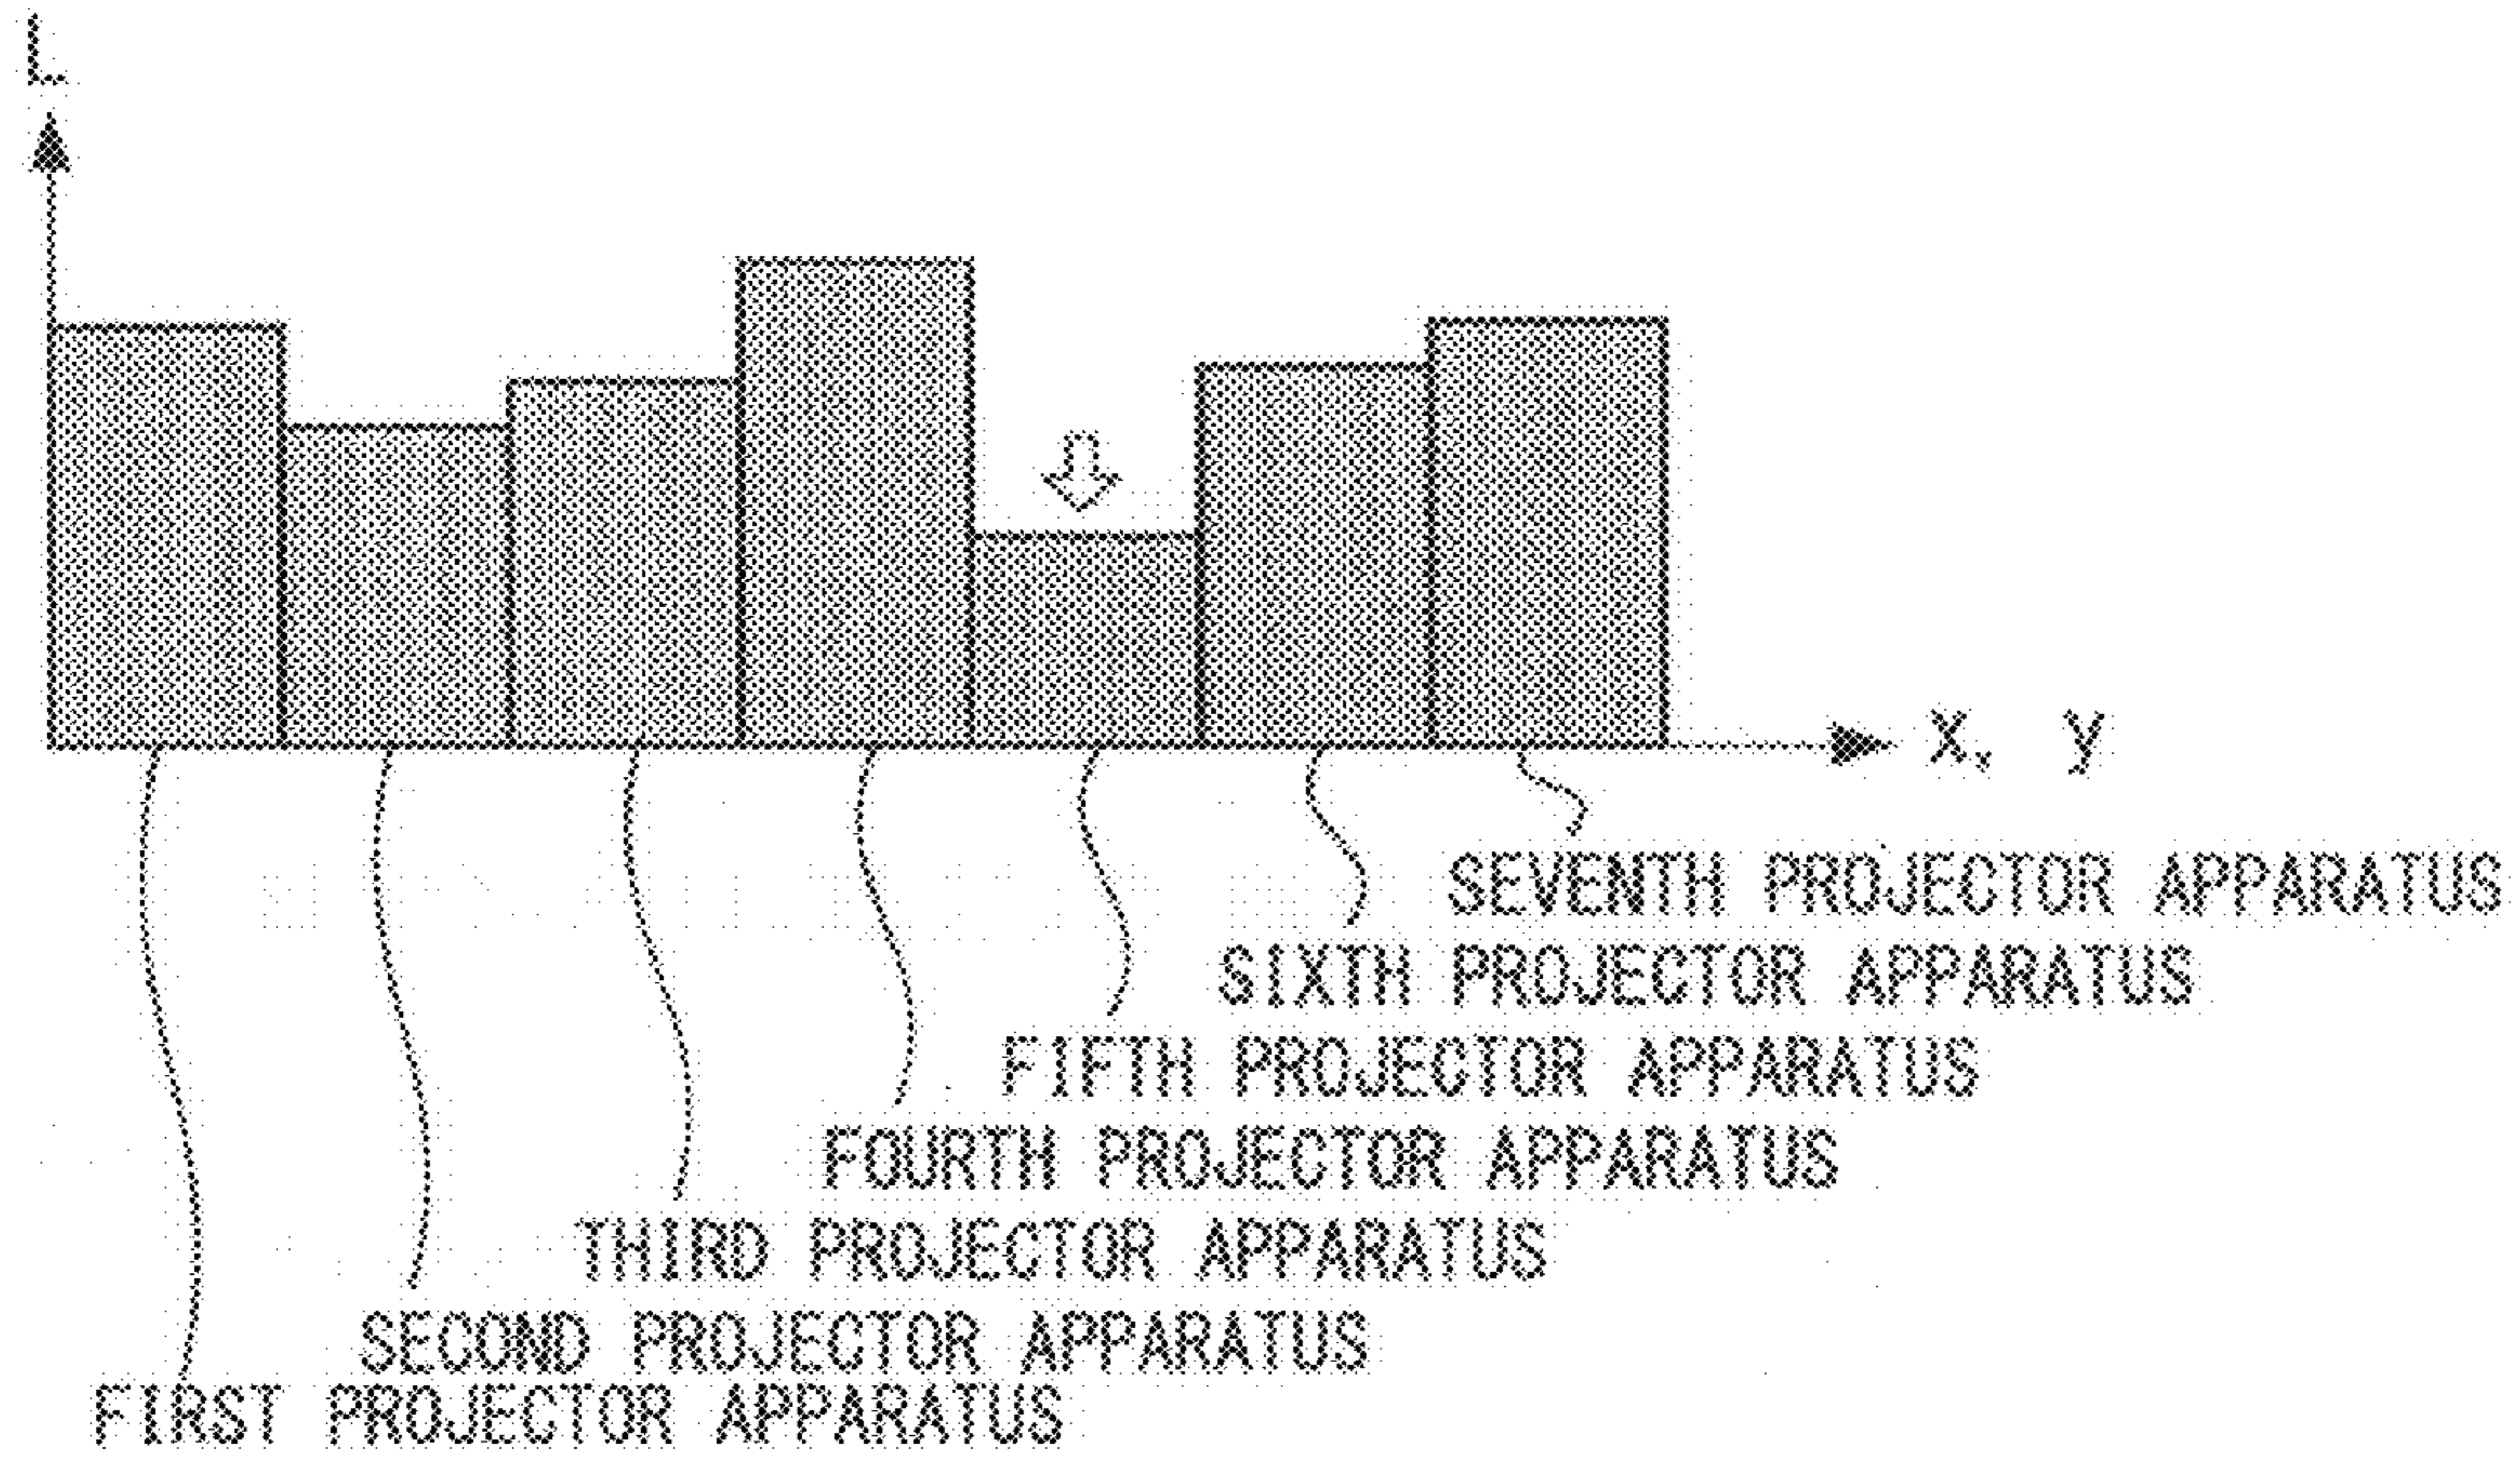 L
X, y
SEVENTH PROJECTOR APPARATUS
SIXTH PROJECTOR APPARATUS
FIFTH PROJECTOR APPARATUS
FOURTH PROJECTOR APPARATUS
THIRD PROJECTOR APPARATUS
SECOND PROJECTOR APPARATUS
FIRST PROJECTOR APPARATUS